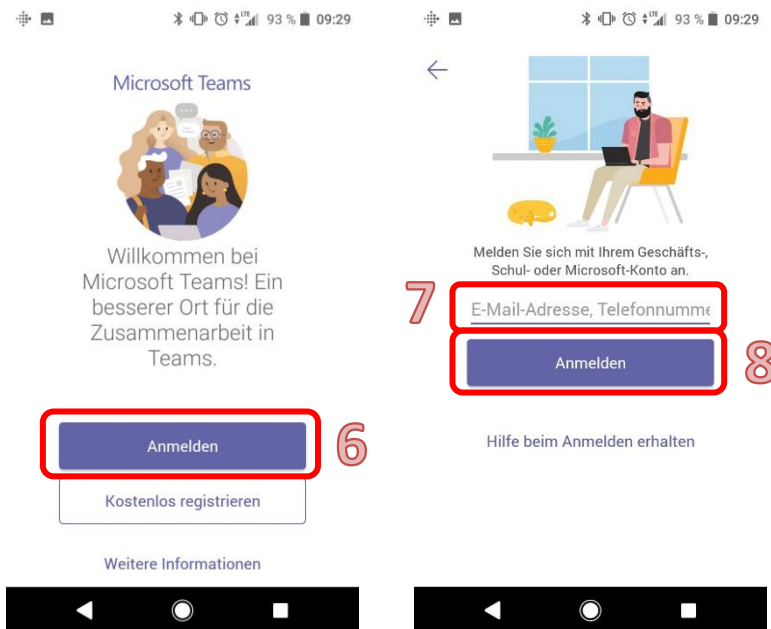 93 % 09:29
Microsoft Teams
Willkommen bei
Microsoft Teams! Ein
besserer Ort für die
Zusammenarbeit in
Teams.
Anmelden
6
Kostenlos registrieren
Weitere Informationen
93 % 09:29
Melden Sie sich mit Ihrem Geschäfts-,
Schul- oder Microsoft-Konto an.
7
E-Mail-Adresse, Telefonnumme
Anmelden
8
Hilfe beim Anmelden erhalten